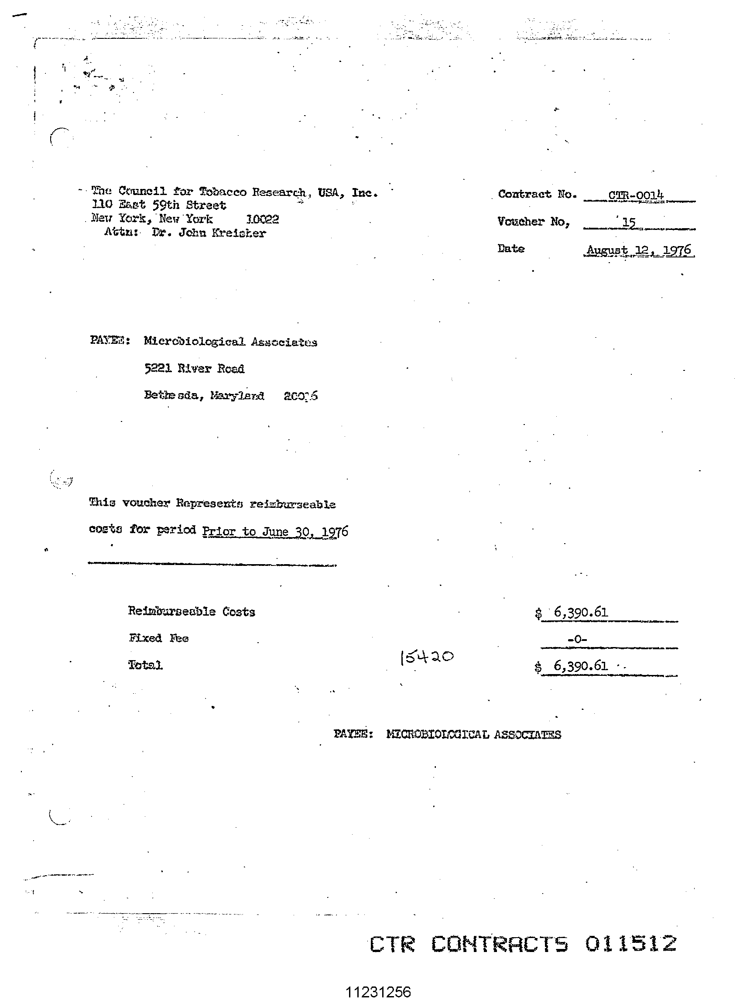 The Council for Tobacco Research, USA, Inc.
110 East 59th Street
New York, New York 10022
Attn: Dr. John Kreisher
Contract No. CTR-0014
Voucher No, 15
Date August 12, 1976
PAYEE: Microbiological Associates
5221 River Road
Bethesda, Maryland
This voucher Represents reimburseable
costs for period Prior to June 30, 1976
Reimburseable Costs $ 6,390.61
Fixed Fee -0-
15420
Total $ 6,390.61
PAYEE: MICROBIOLOGICAL ASSOCIATES
CTR CONTRACTS 011512
11231256